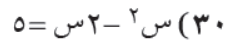 ٣٠) س٢ – ٢س = ٥